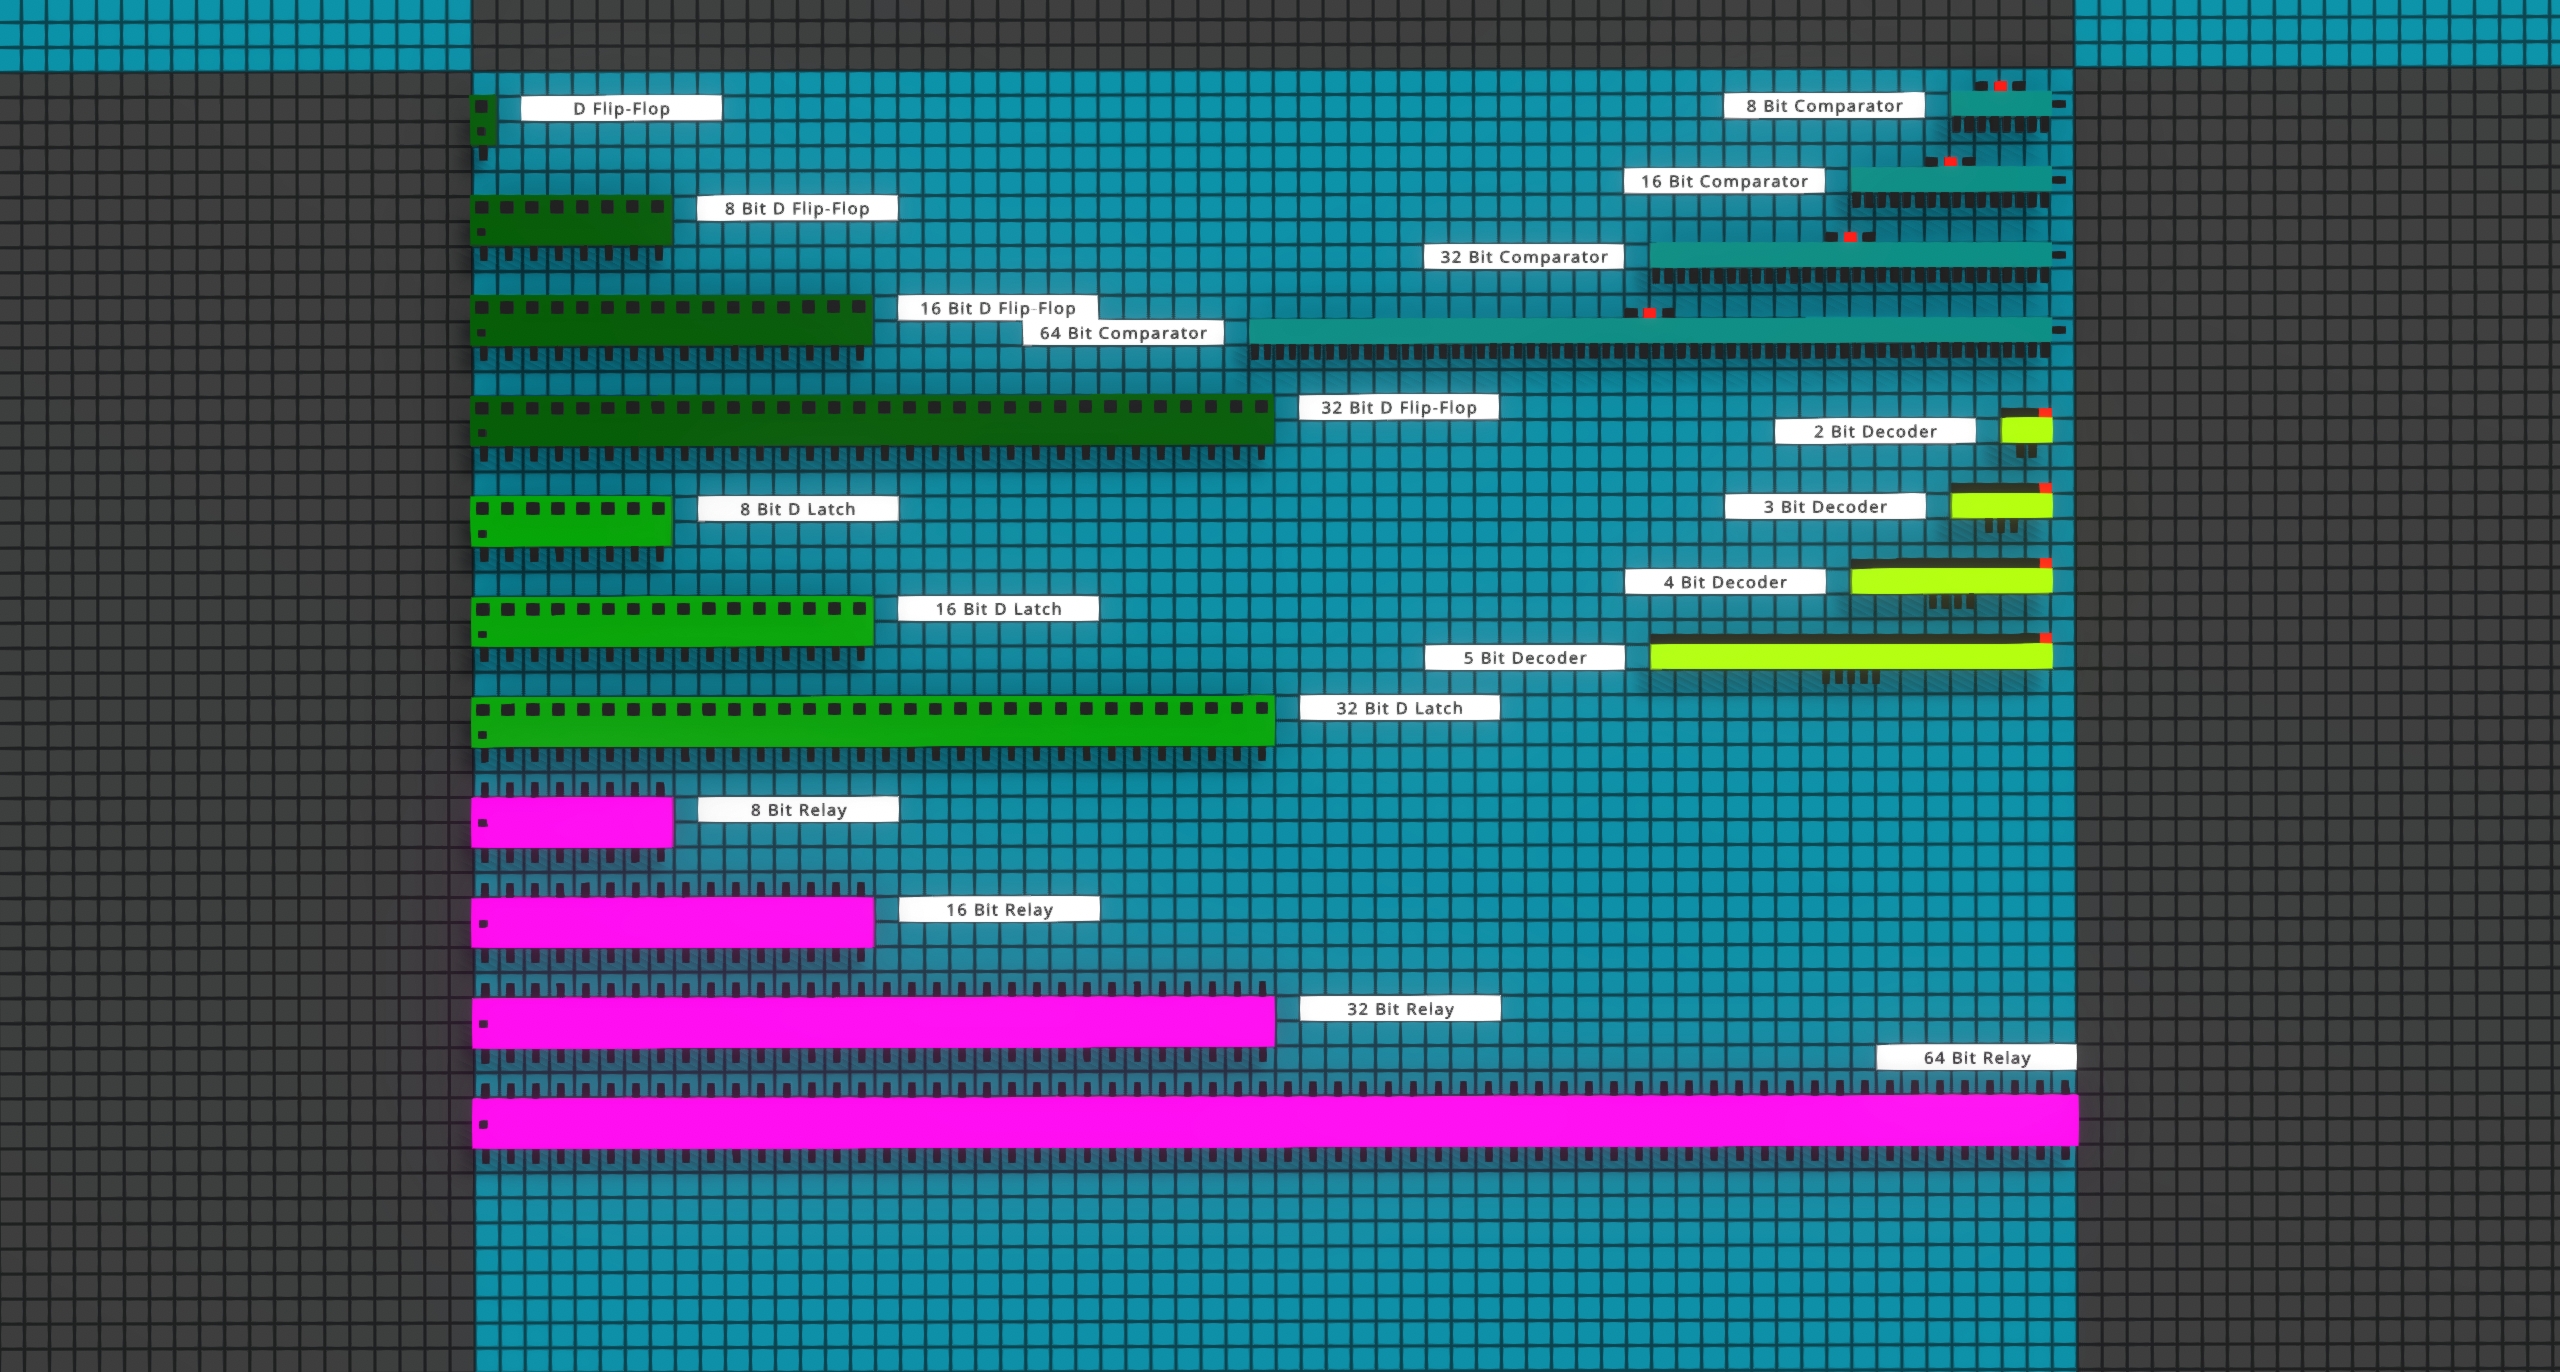 D Flip-Flop
8 Bit Comparator
16 Bit Comparator
8 Bit D Flip-Flop
32 Bit Comparator
16 Bit D Flip-Flop
64 Bit Comparator
32 Bit D Flip-Flop
2 Bit Decoder
8 Bit D Latch
3 Bit Decoder
4 Bit Decoder
16 Bit D Latch
5 Bit Decoder
32 Bit D Latch
8 Bit Relay
16 Bit Relay
32 Bit Relay
64 Bit Relay